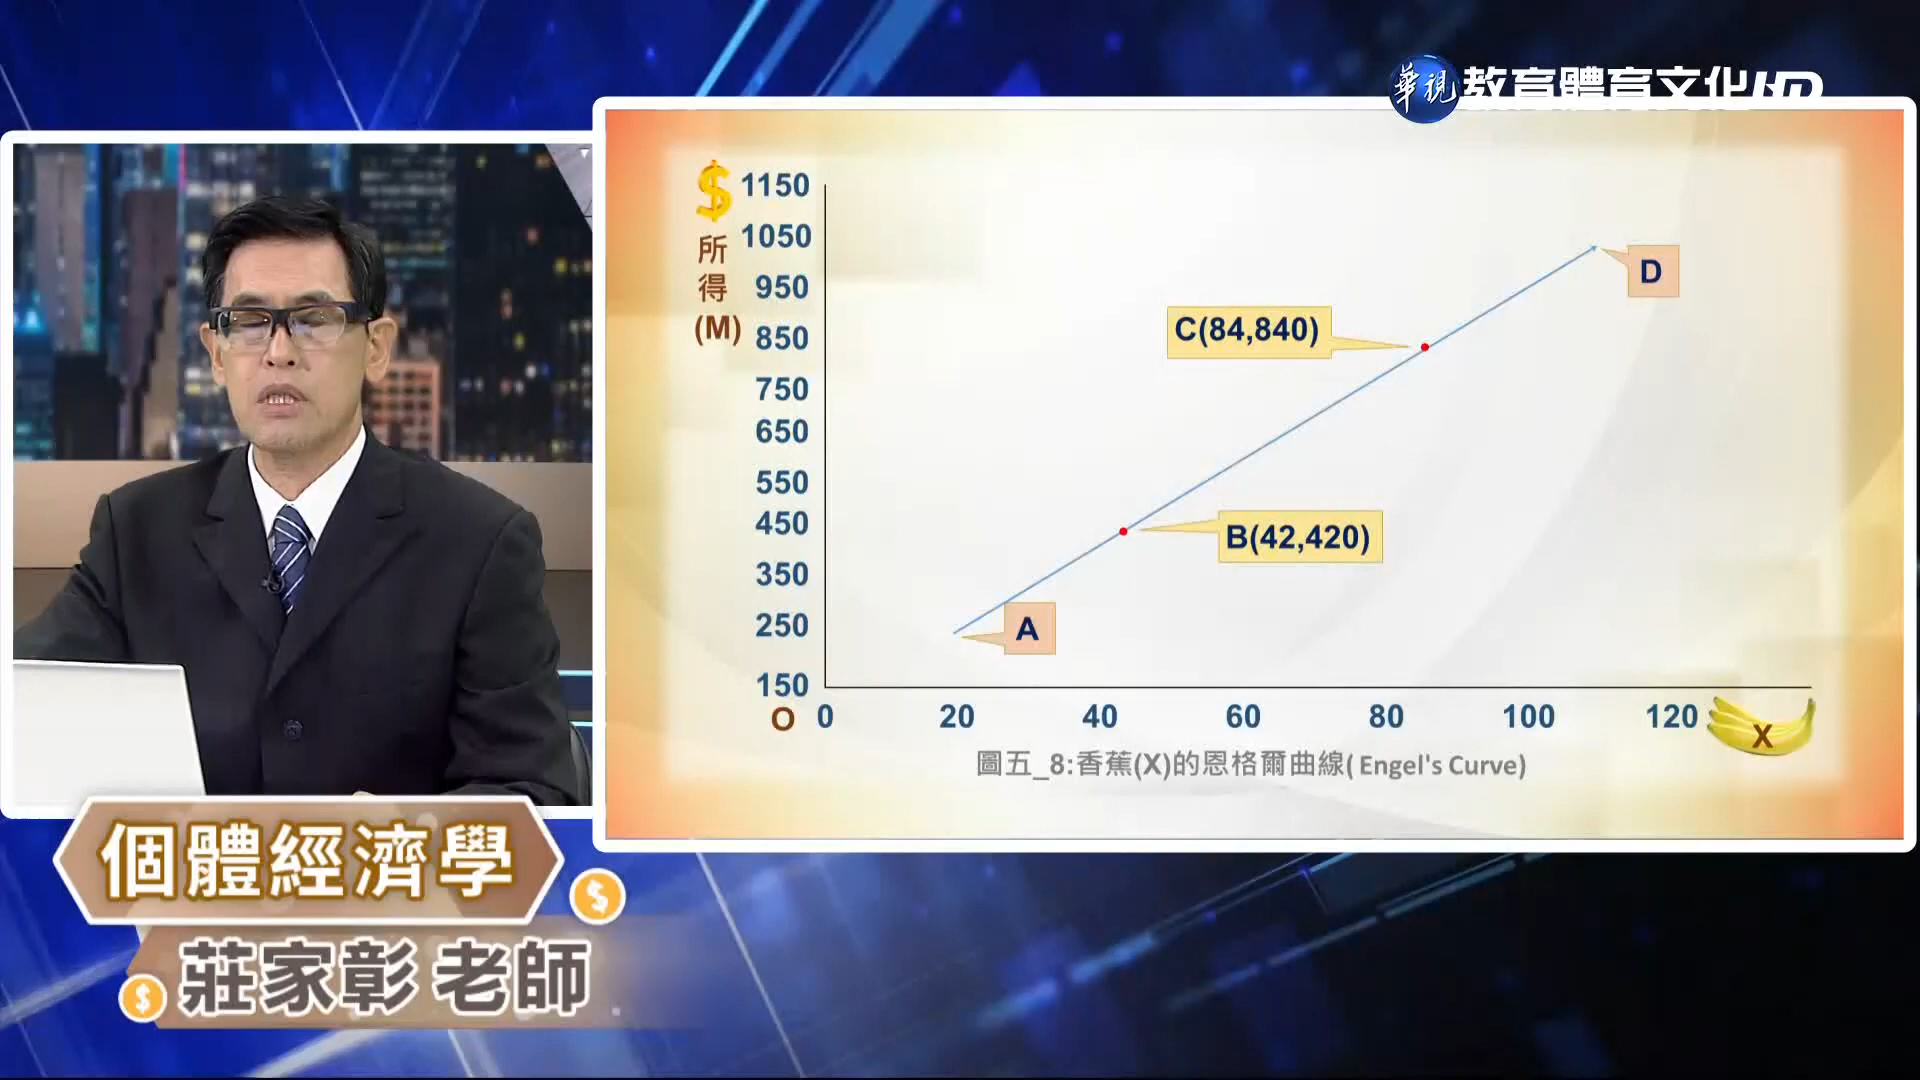 華視 教育體育文化HD
$
所
得
(M)
1150
1050
950
850
750
650
550
450
350
250
150
D
C(84,840)
B(42,420)
A
O 0 20 40 60 80 100 120 X
圖五_8:香蕉(X)的恩格爾曲線(Engel's Curve)
個體經濟學
$
$
莊家彰 老師